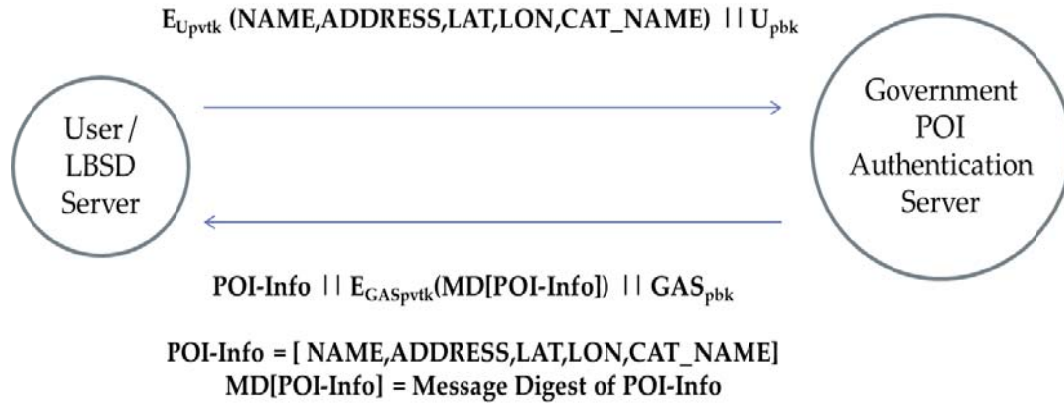 E_Upvtk (NAME,ADDRESS,LAT,LON,CAT_NAME) || U_pbk
User /
LBSD
Server
Government
POI
Authentication
Server
POI-Info || E_GASpvtk(MD[POI-Info]) || GAS_pbk
POI-Info = [ NAME,ADDRESS,LAT,LON,CAT_NAME]
MD[POI-Info] = Message Digest of POI-Info